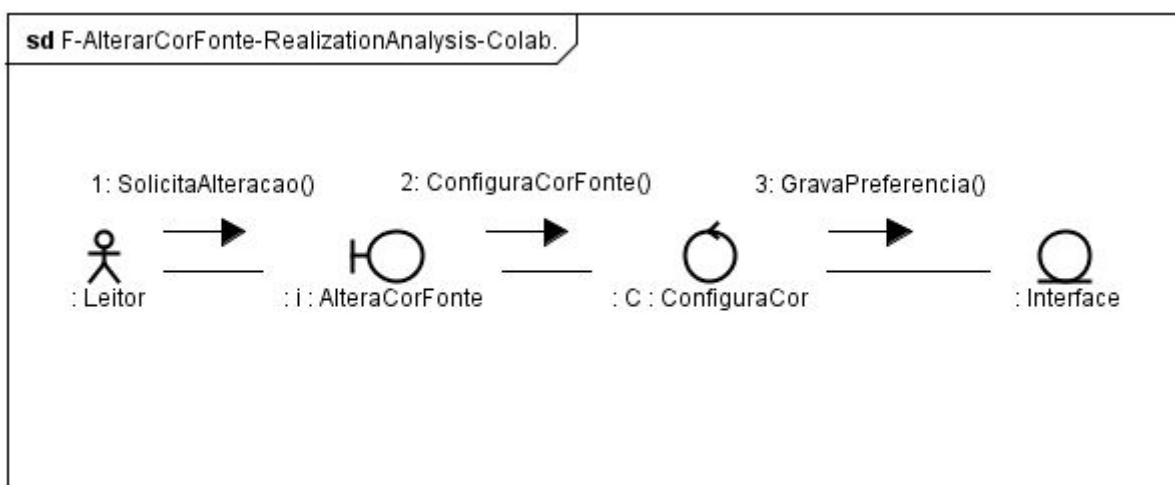 sd F-AlterarCorFonte-RealizationAnalysis-Colab.
1: SolicitaAlteracao()
2: ConfiguraCorFonte()
3: GravaPreferencia()
: Leitor
: i : AlteraCorFonte
: C : ConfiguraCor
: Interface